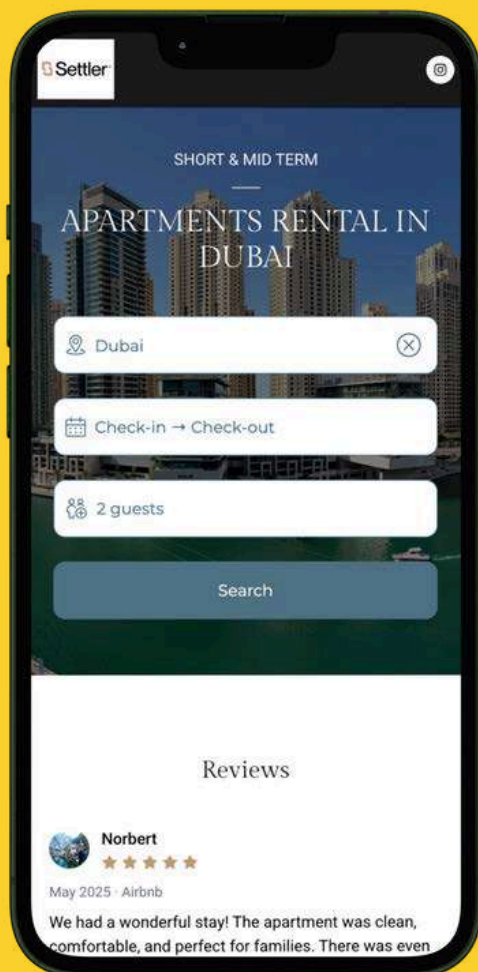 Settler
SHORT & MID TERM
APARTMENTS RENTAL IN
DUBAI
Dubai
Check-in → Check-out
2 guests
Search
Reviews
Norbert
May 2025 · Airbnb
We had a wonderful stay! The apartment was clean,
comfortable, and perfect for families. There was even